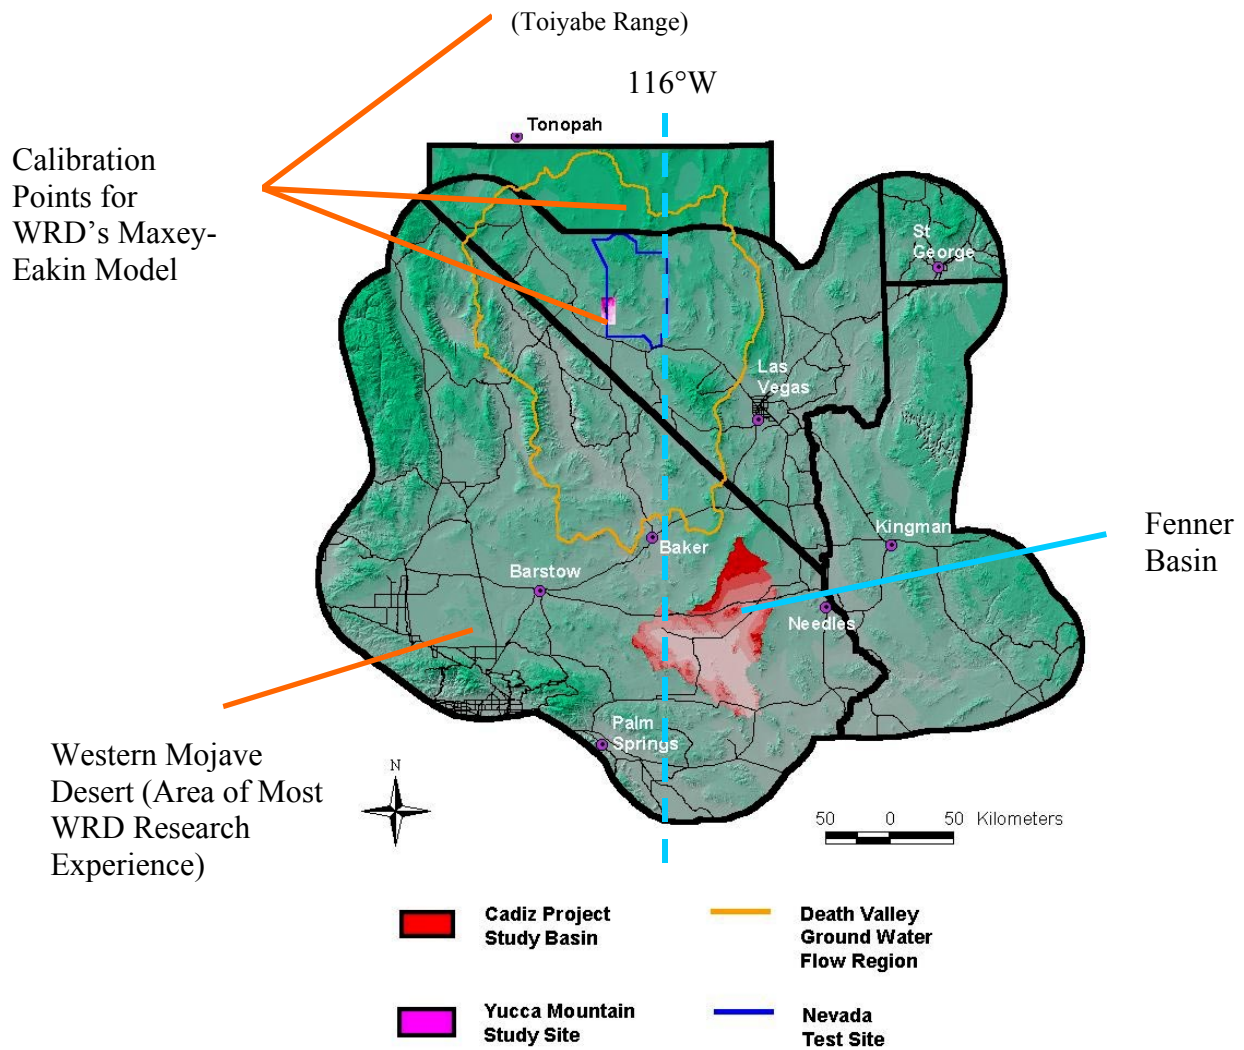 (Toiyabe Range)
116°W
Tonopah
Calibration
Points for
WRD's Maxey-
Eakin Model
St
George
Las
Vegas
Kingman
Fenner
Basin
Baker
Barstow
Needles
Palm
Springs
Western Mojave
Desert (Area of Most
WRD Research
Experience)
N
50 0 50 Kilometers
Cadiz Project
Study Basin
Death Valley
Ground Water
Flow Region
Yucca Mountain
Study Site
Nevada
Test Site